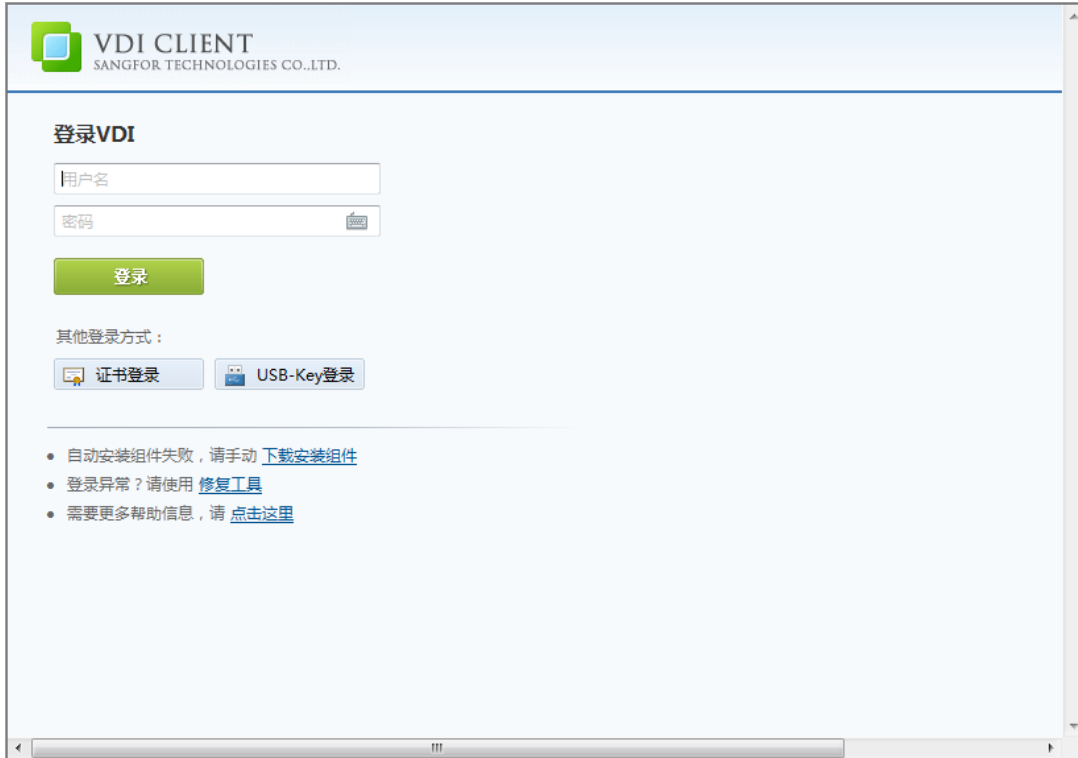 VDI CLIENT
SANGFOR TECHNOLOGIES CO.,LTD.
登录VDI
用户名
密码
登录
其他登录方式：
证书登录 USB-Key登录
自动安装组件失败，请手动 下载安装组件
登录异常？请使用 修复工具
需要更多帮助信息，请 点击这里